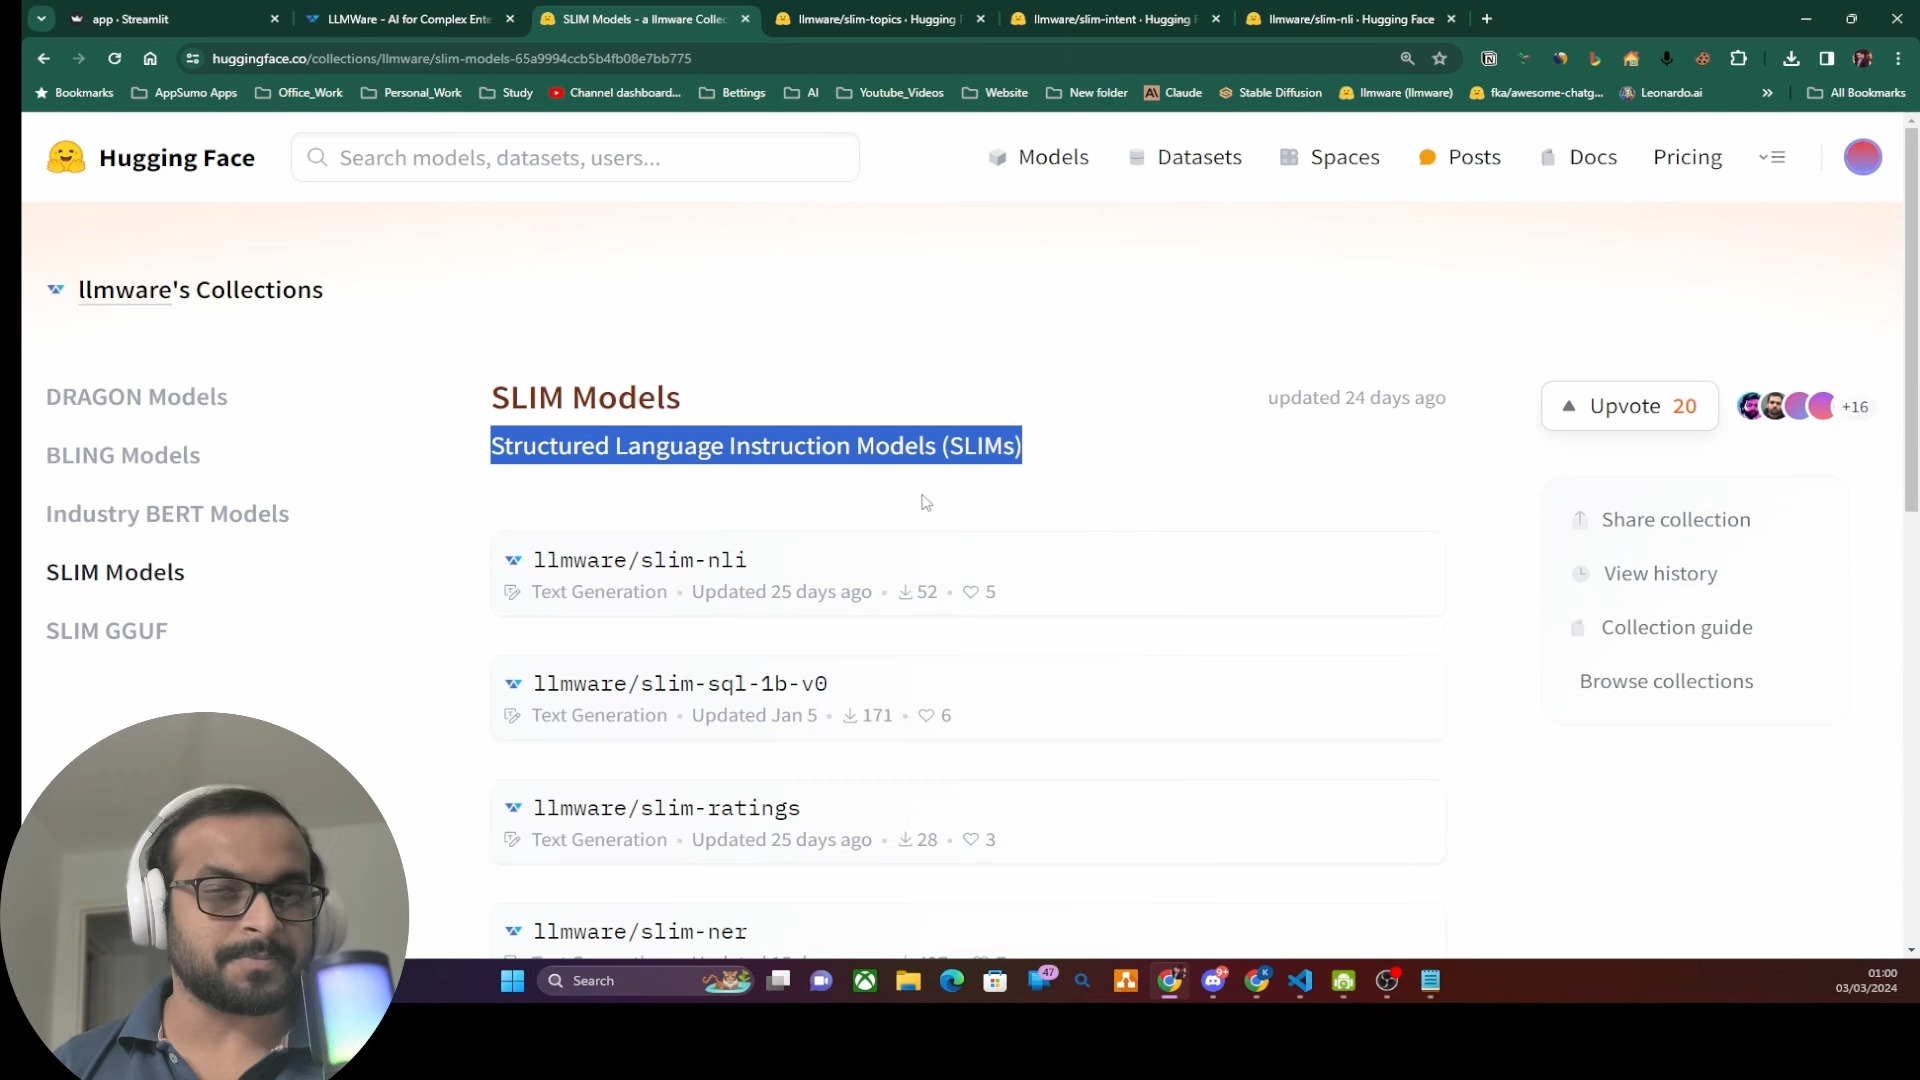 app · Streamlit
LLMWare - AI for Complex Ente
SLIM Models - a llmware Collec
llmware/slim-topics · Hugging F
llmware/slim-intent · Hugging F
llmware/slim-nli · Hugging Face
huggingface.co/collections/llmware/slim-models-65a9994ccb5b4fb08e7bb775
Bookmarks
AppSumo Apps
Office_Work
Personal_Work
Study
Channel dashboard...
Bettings
AI
Youtube_Videos
Website
New folder
Claude
Stable Diffusion
llmware (llmware)
fka/awesome-chatg...
Leonardo.ai
All Bookmarks
Hugging Face
Search models, datasets, users...
Models
Datasets
Spaces
Posts
Docs
Pricing
llmware's Collections
DRAGON Models
BLING Models
Industry BERT Models
SLIM Models
SLIM GGUF
SLIM Models
updated 24 days ago
Structured Language Instruction Models (SLIMs)
llmware/slim-nli
Text Generation • Updated 25 days ago • 52 • 5
llmware/slim-sql-1b-v0
Text Generation • Updated Jan 5 • 171 • 6
llmware/slim-ratings
Text Generation • Updated 25 days ago • 28 • 3
llmware/slim-ner
Upvote 20
+16
Share collection
View history
Collection guide
Browse collections
Search
47
9+
K
01:00
03/03/2024